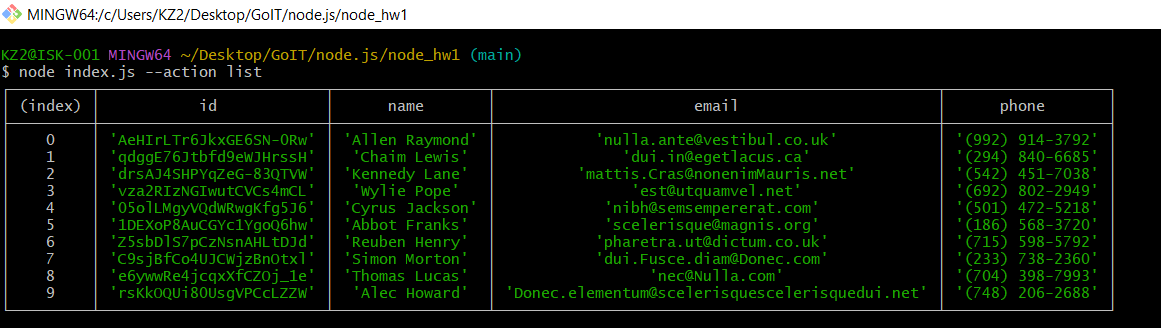 MINGW64:/c/Users/KZ2/Desktop/GoIT/node.js/node_hw1
KZ2@ISK-001 MINGW64 ~/Desktop/GoIT/node.js/node_hw1 (main)
$ node index.js --action list
(index) id name email phone
0 'AeHIrLTr6JkxGE6SN-0Rw' 'Allen Raymond' 'nulla.ante@vestibul.co.uk' '(992) 914-3792'
1 'qdggE76Jtbfd9eWJHrssH' 'Chaim Lewis' 'dui.in@egetlacus.ca' '(294) 840-6685'
2 'drsAJ4SHPYqZeG-83QTVW' 'Kennedy Lane' 'mattis.Cras@nonenimMauris.net' '(542) 451-7038'
3 'vza2RIzNGIwutCVCs4mCL' 'Wylie Pope' 'est@utquamvel.net' '(692) 802-2949'
4 '05olLMgyVQdWRwgKfg5J6' 'Cyrus Jackson' 'nibh@semsempererat.com' '(501) 472-5218'
5 '1DEXoP8AuCGYc1YgoQ6hw' 'Abbot Franks' 'scelerisque@magnis.org' '(186) 568-3720'
6 'Z5sbDlS7pCzNsnAHLtDJd' 'Reuben Henry' 'pharetra.ut@dictum.co.uk' '(715) 598-5792'
7 'C9sjBfCo4UJCWjzBnOtxl' 'Simon Morton' 'dui.Fusce.diam@Donec.com' '(233) 738-2360'
8 'e6ywwRe4jcqxXfCZOj_1e' 'Thomas Lucas' 'nec@Nulla.com' '(704) 398-7993'
9 'rsKkOQUi80UsgVPCcLZZW' 'Alec Howard' 'Donec.elementum@scelerisquescelerisquedui.net' '(748) 206-2688'